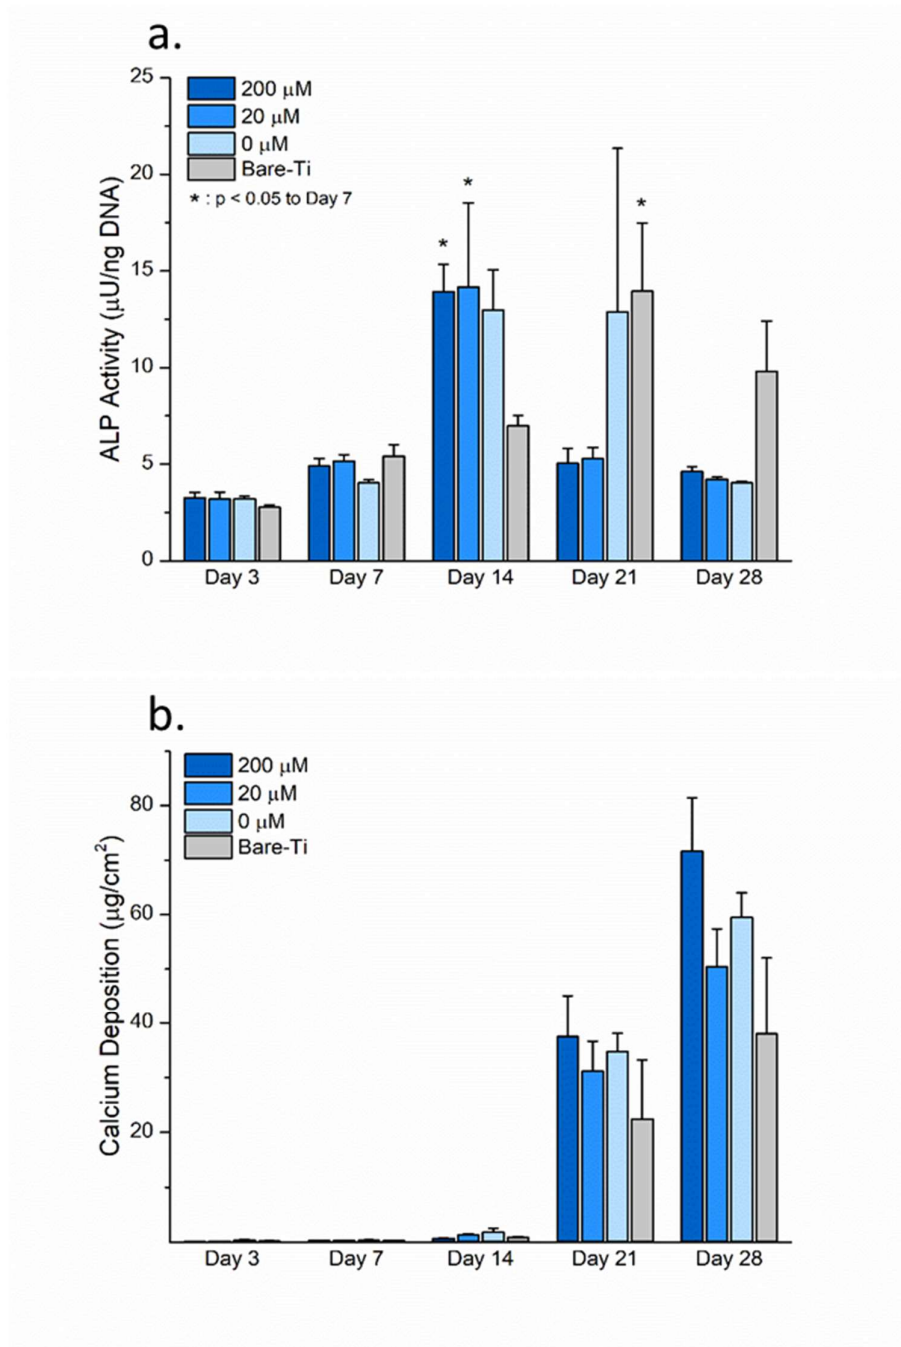 a.
25
20
15
10
5
0
ALP Activity (μU/ng DNA)
200 μM
20 μM
0 μM
Bare-Ti
* : p < 0.05 to Day 7
*
*
*
Day 3
Day 7
Day 14
Day 21
Day 28
b.
80
60
40
20
Calcium Deposition (μg/cm²)
200 μM
20 μM
0 μM
Bare-Ti
Day 3
Day 7
Day 14
Day 21
Day 28